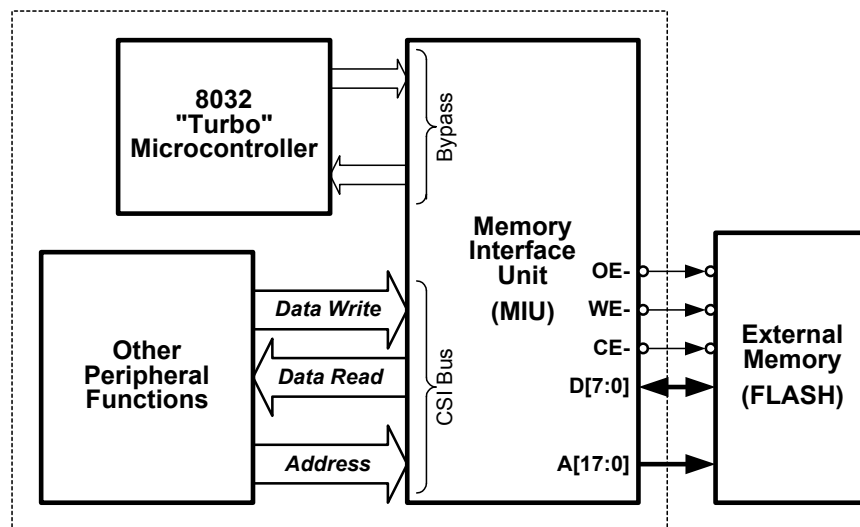 8032
"Turbo"
Microcontroller
Bypass
Memory
Interface
Unit
(MIU)
Other
Peripheral
Functions
Data Write
Data Read
Address
CSI Bus
OE-
WE-
CE-
D[7:0]
A[17:0]
External
Memory
(FLASH)